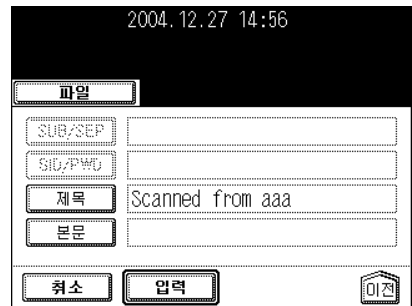 2004.12.27 14:56
파일
SUB/SEP
SID/PWD
제목 Scanned from aaa
본문
취소 입력 이전